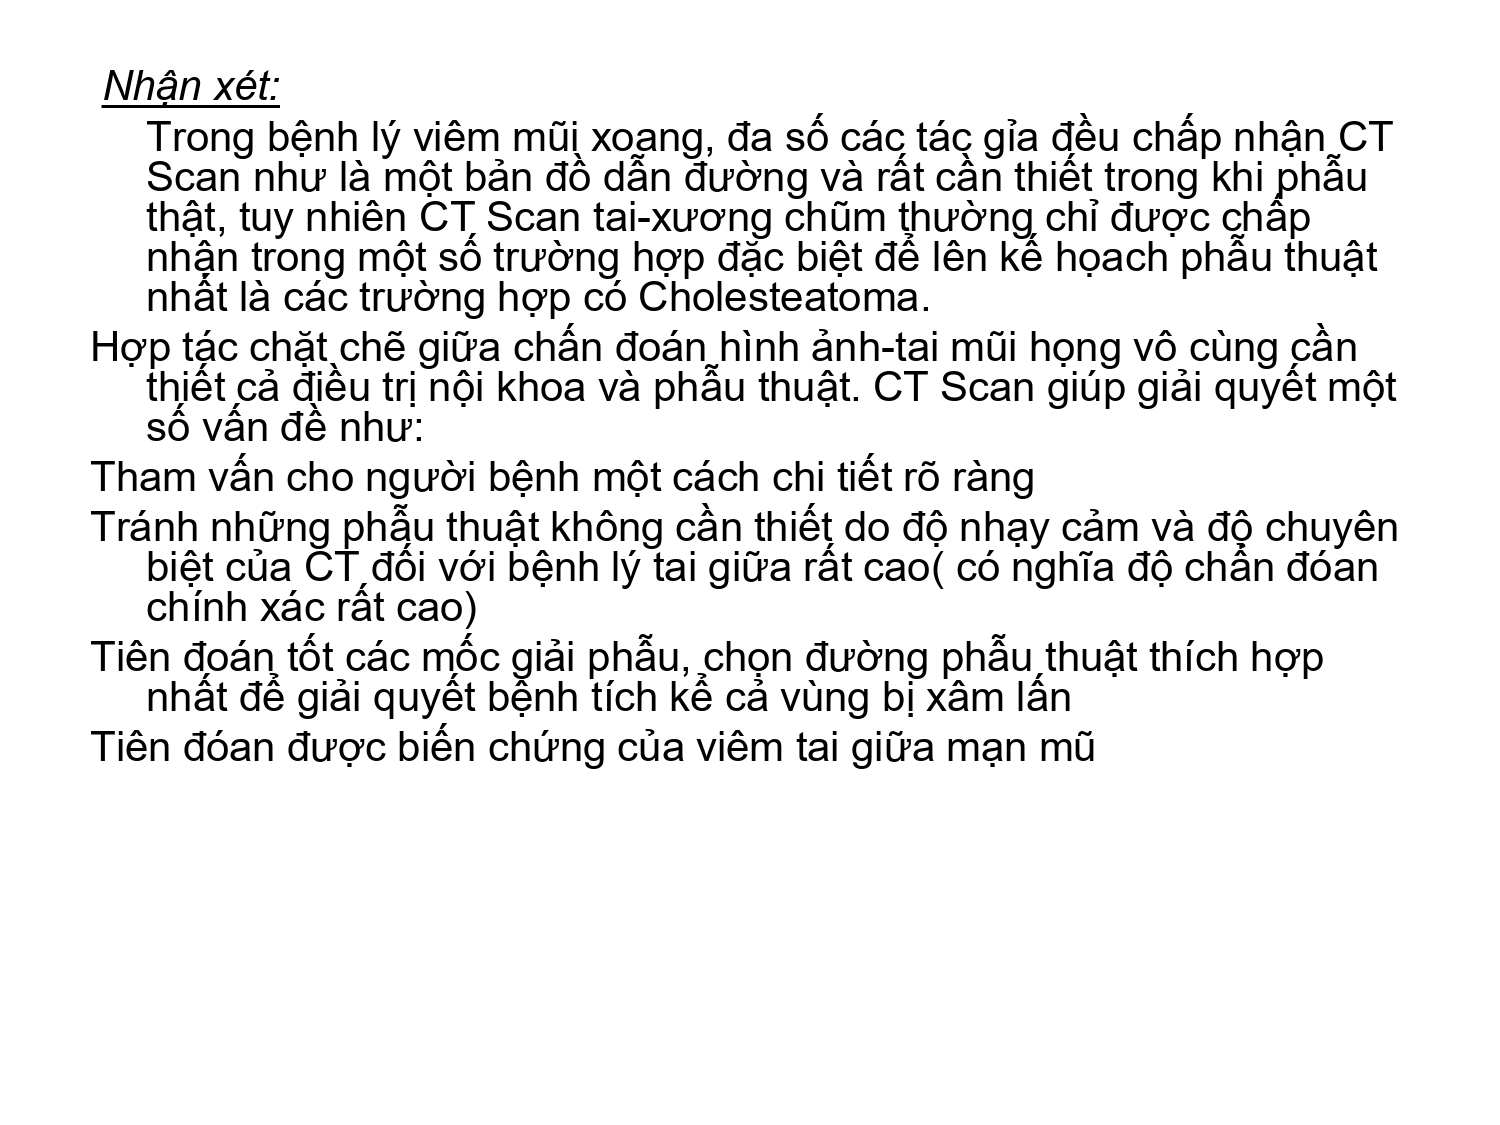 Nhận xét:
Trong bệnh lý viêm mũi xoang, đa số các tác gỉa đều chấp nhận CT
Scan như là một bản đồ dẫn đường và rất cần thiết trong khi phẫu
thật, tuy nhiên CT Scan tai-xương chũm thường chỉ được chấp
nhận trong một số trường hợp đặc biệt để lên kế họach phẫu thuật
nhất là các trường hợp có Cholesteatoma.
Hợp tác chặt chẽ giữa chấn đoán hình ảnh-tai mũi họng vô cùng cần
thiết cả điều trị nội khoa và phẫu thuật. CT Scan giúp giải quyết một
số vấn đề như:
Tham vấn cho người bệnh một cách chi tiết rõ ràng
Tránh những phẫu thuật không cần thiết do độ nhạy cảm và độ chuyên
biệt của CT đối với bệnh lý tai giữa rất cao( có nghĩa độ chẩn đóan
chính xác rất cao)
Tiên đoán tốt các mốc giải phẫu, chọn đường phẫu thuật thích hợp
nhất để giải quyết bệnh tích kể cả vùng bị xâm lấn
Tiên đóan được biến chứng của viêm tai giữa mạn mũ